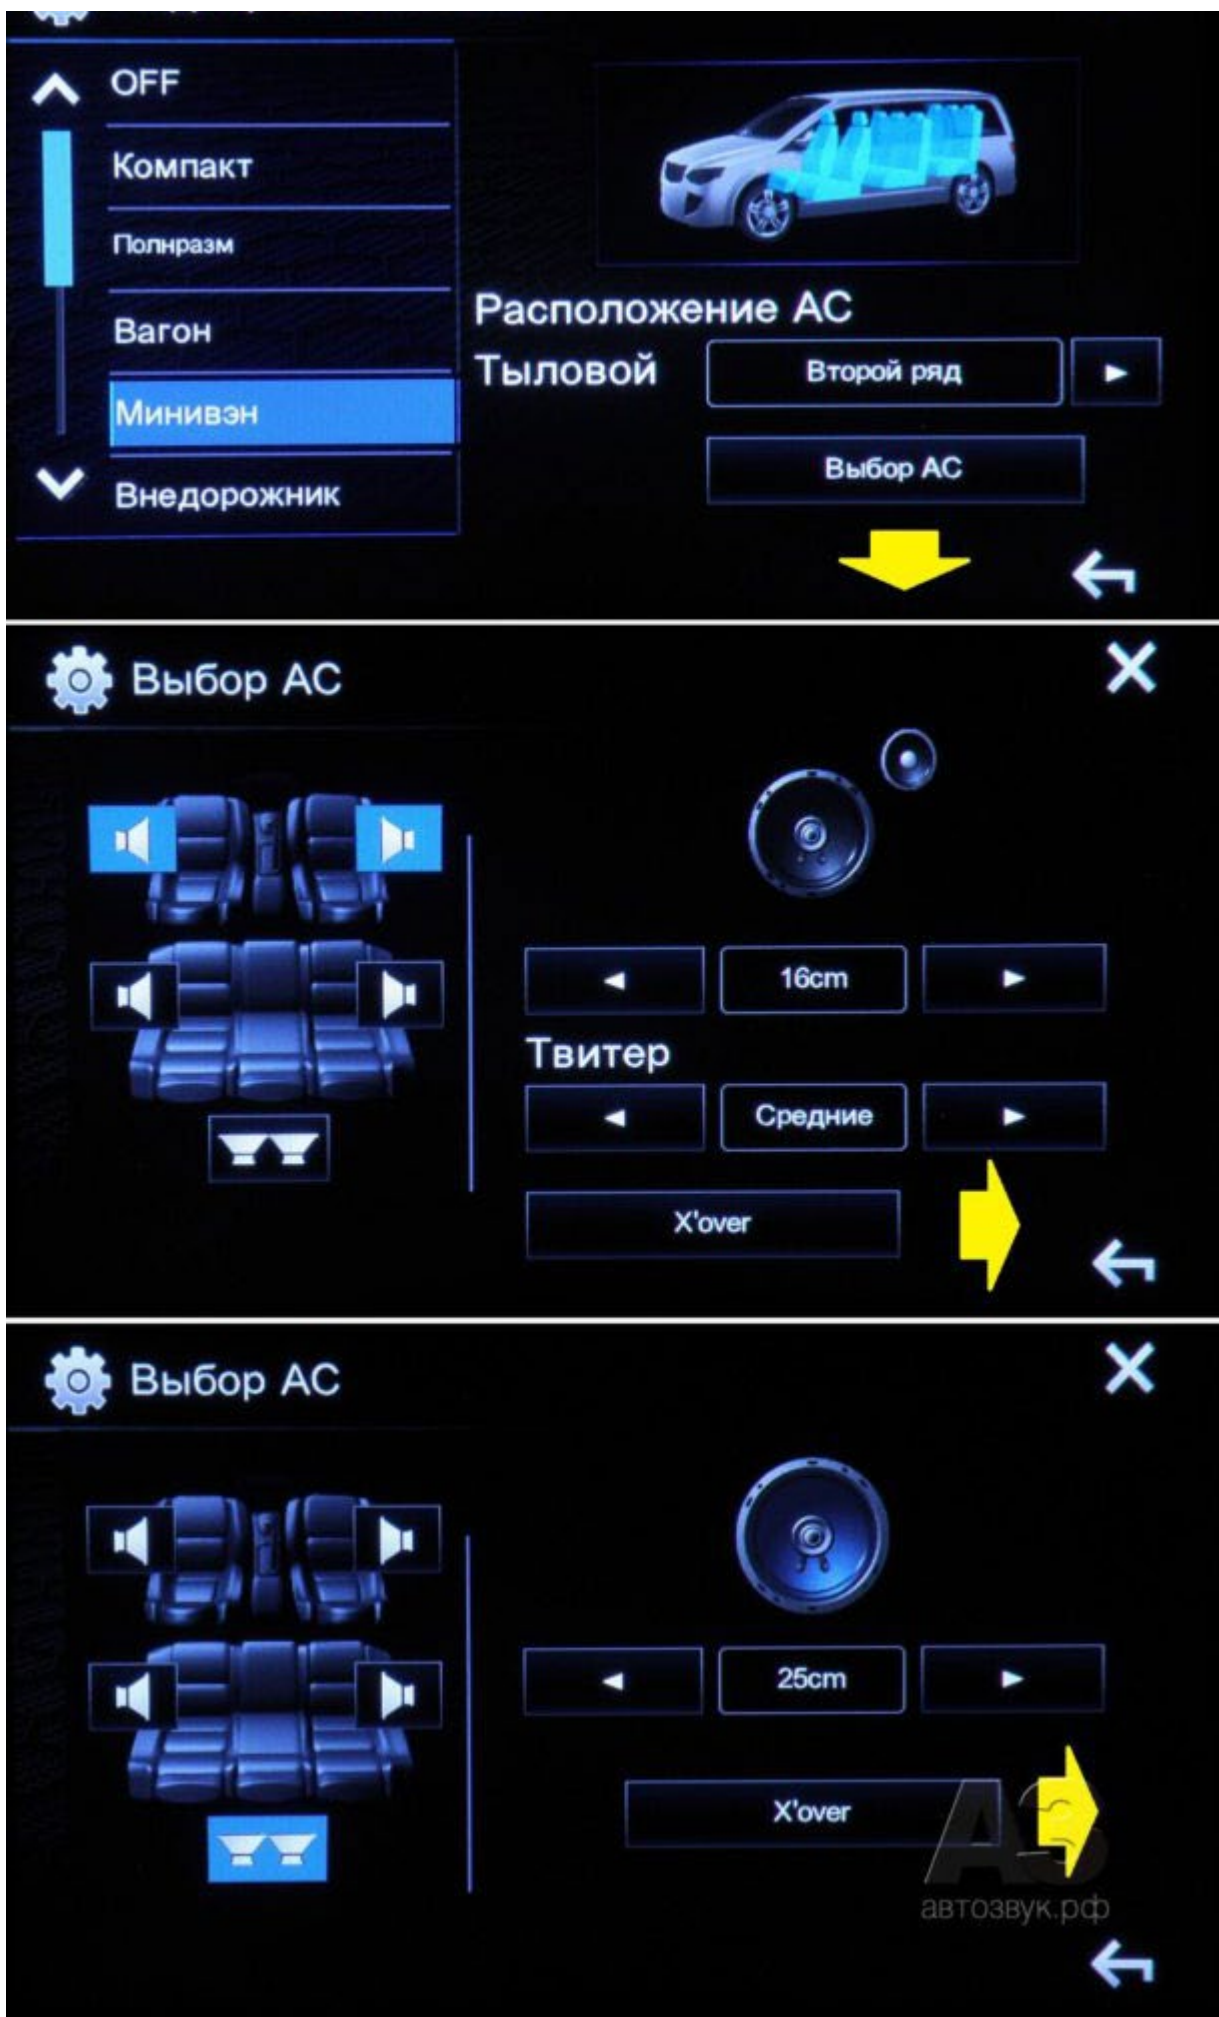 OFF
Компакт
Полнразм
Вагон
Минивэн
Внедорожник
Расположение АС
Тыловой
Второй ряд
Выбор АС
Выбор АС
16cm
Твитер
Средние
X'over
Выбор АС
25cm
X'over
АЗ
автозвук.рф